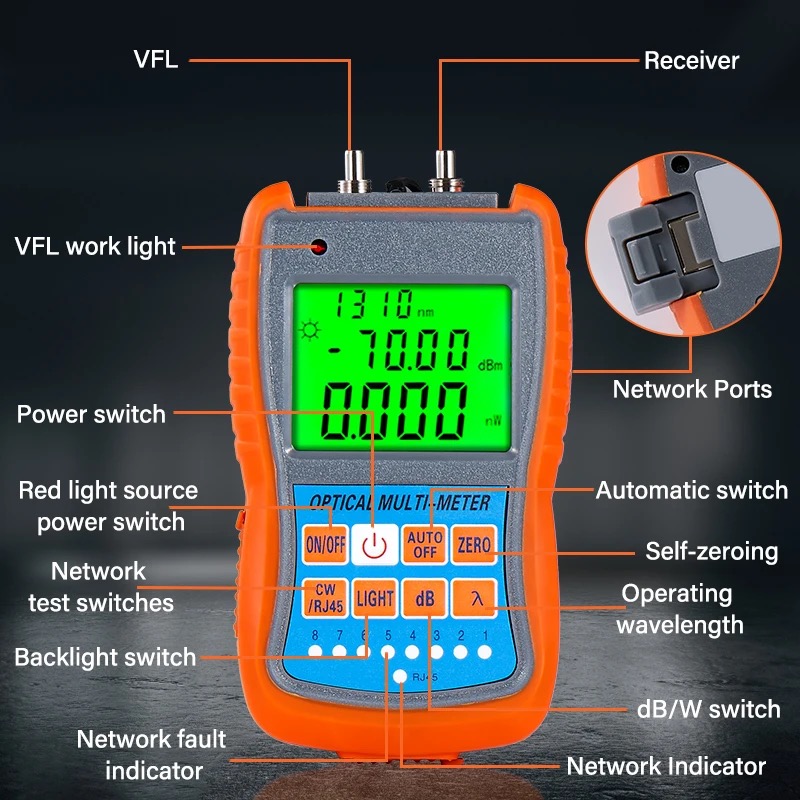 VFL
Receiver
VFL work light
1310 nm
-70.00 dBm
0.000 nW
Network Ports
Power switch
Red light source
power switch
Automatic switch
OPTICAL MULTI-METER
ON/OFF
AUTO
OFF
ZERO
Self-zeroing
Network
test switches
CW
/RJ45
LIGHT
dB
λ
Operating
wavelength
8 7 6 5 4 3 2 1
Backlight switch
RJ45
dB/W switch
Network fault
indicator
Network Indicator